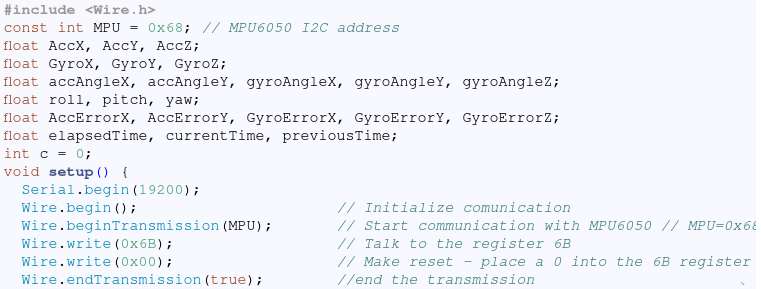 #include <Wire.h>
const int MPU = 0x68; // MPU6050 I2C address
float AccX, AccY, AccZ;
float GyroX, GyroY, GyroZ;
float accAngleX, accAngleY, gyroAngleX, gyroAngleY, gyroAngleZ;
float roll, pitch, yaw;
float AccErrorX, AccErrorY, GyroErrorX, GyroErrorY, GyroErrorZ;
float elapsedTime, currentTime, previousTime;
int c = 0;
void setup() {
  Serial.begin(19200);
  Wire.begin();                      // Initialize comunication
  Wire.beginTransmission(MPU);       // Start communication with MPU6050 // MPU=0x68
  Wire.write(0x6B);                  // Talk to the register 6B
  Wire.write(0x00);                  // Make reset - place a 0 into the 6B register
  Wire.endTransmission(true);        //end the transmission